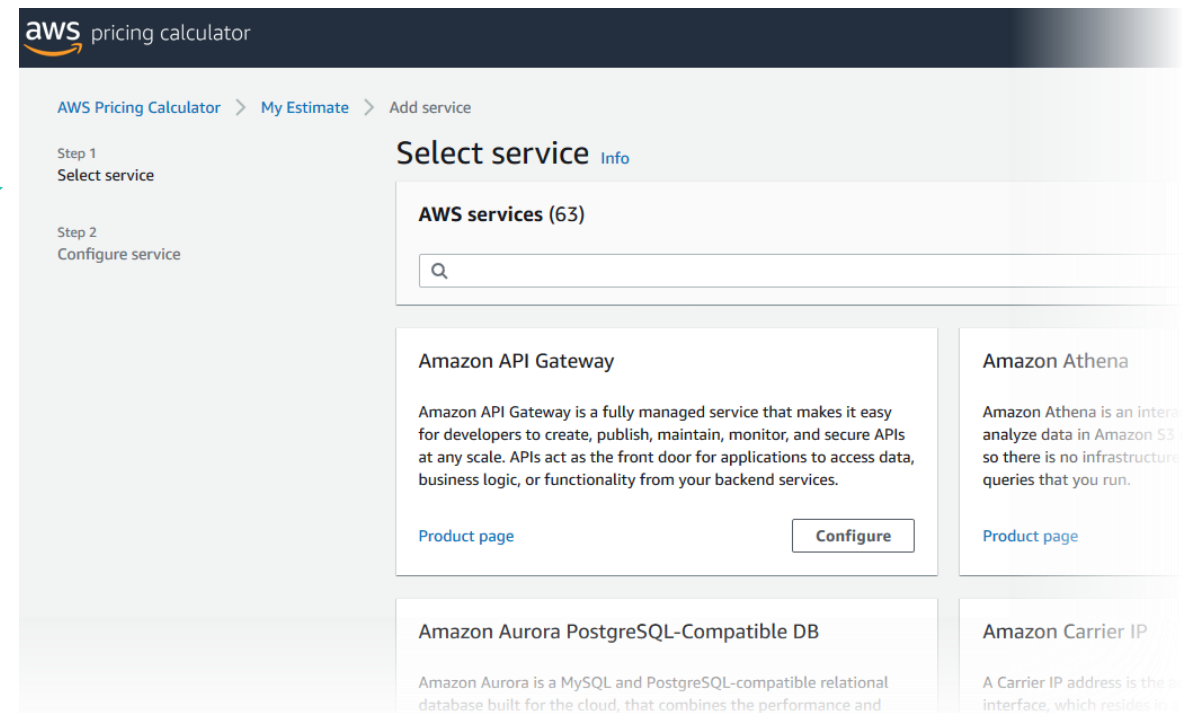 aws pricing calculator
AWS Pricing Calculator > My Estimate > Add service
Step 1
Select service
Step 2
Configure service
Select service Info
AWS services (63)
Amazon API Gateway
Amazon API Gateway is a fully managed service that makes it easy
for developers to create, publish, maintain, monitor, and secure APIs
at any scale. APIs act as the front door for applications to access data,
business logic, or functionality from your backend services.
Product page
Configure
Amazon Athena
Amazon Athena is an
analyze data in Amazon S3
so there is no infrastructure
queries that you run.
Product page
Amazon Aurora PostgreSQL-Compatible DB
Amazon Aurora is a MySQL and PostgreSQL-compatible relational
database built for the cloud, that combines the performance and
Amazon Carrier IP
A Carrier IP address is the
interface, which resides in